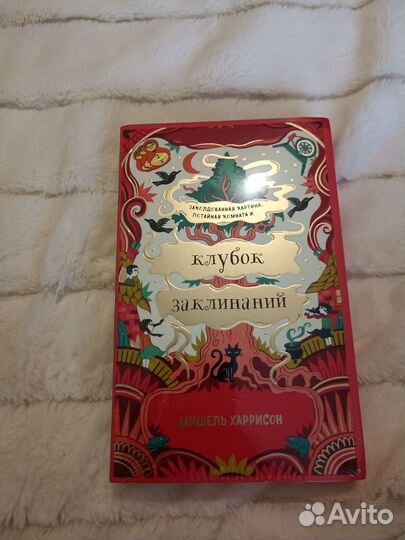 ЗАКОЛДОВАННАЯ КАРТИНА,
ПОТАЙНАЯ КОМНАТА И...
КЛУБОК
ЗАКЛИНАНИЙ
МИШЕЛЬ ХАРРИСОН
Avito